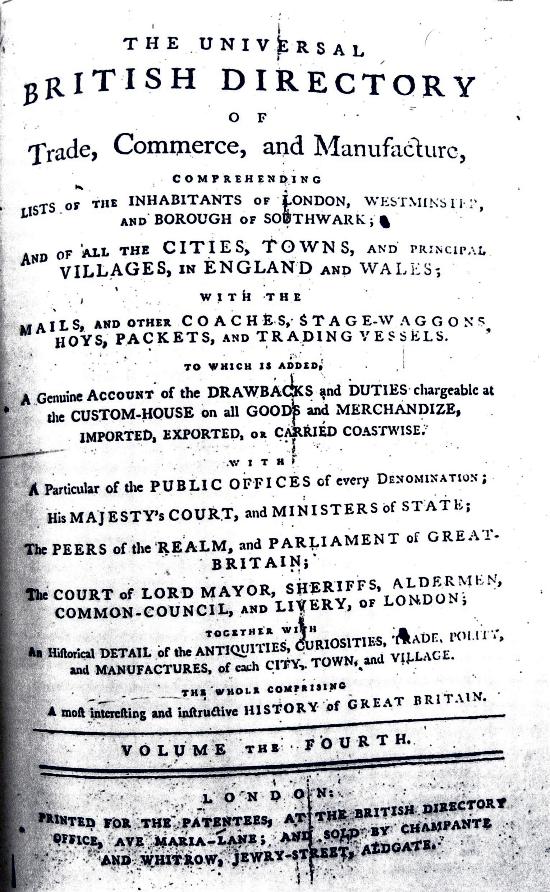 THE UNIVERSAL
BRITISH DIRECTORY
OF
Trade, Commerce, and Manufacture,
COMPREHENDING
LISTS OF THE INHABITANTS OF LONDON, WESTMINSTER,
AND BOROUGH OF SOUTHWARK;
AND OF ALL THE CITIES, TOWNS, AND PRINCIPAL
VILLAGES, IN ENGLAND AND WALES;
WITH THE
MAILS, AND OTHER COACHES, STAGE-WAGGONS,
HOYS, PACKETS, AND TRADING VESSELS.
TO WHICH IS ADDED,
A Genuine ACCOUNT of the DRAWBACKS and DUTIES chargeable at
the CUSTOM-HOUSE on all GOODS and MERCHANDIZE,
IMPORTED, EXPORTED, OR CARRIED COASTWISE.
WITH
A Particular of the PUBLIC OFFICES of every DENOMINATION;
His MAJESTY's COURT, and MINISTERS of STATE;
The PEERS of the REALM, and PARLIAMENT of GREAT-
BRITAIN;
The COURT of LORD MAYOR, SHERIFFS, ALDERMEN,
COMMON-COUNCIL, AND LIVERY, OF LONDON;
TOGETHER WITH
An Hiſtorical DETAIL of the ANTIQUITIES, CURIOSITIES, TRADE, POLITY,
and MANUFACTURES, of each CITY, TOWN, and VILLAGE.
THE WHOLE COMPRISING
A moſt intereſting and inſtructive HISTORY of GREAT BRITAIN.
VOLUME THE FOURTH.
LONDON:
PRINTED FOR THE PATENTEES, AT THE BRITISH DIRECTORY
OFFICE, AVE MARIA-LANE; AND SOLD BY CHAMPANTE
AND WHITROW, JEWRY-STREET, ALDGATE.